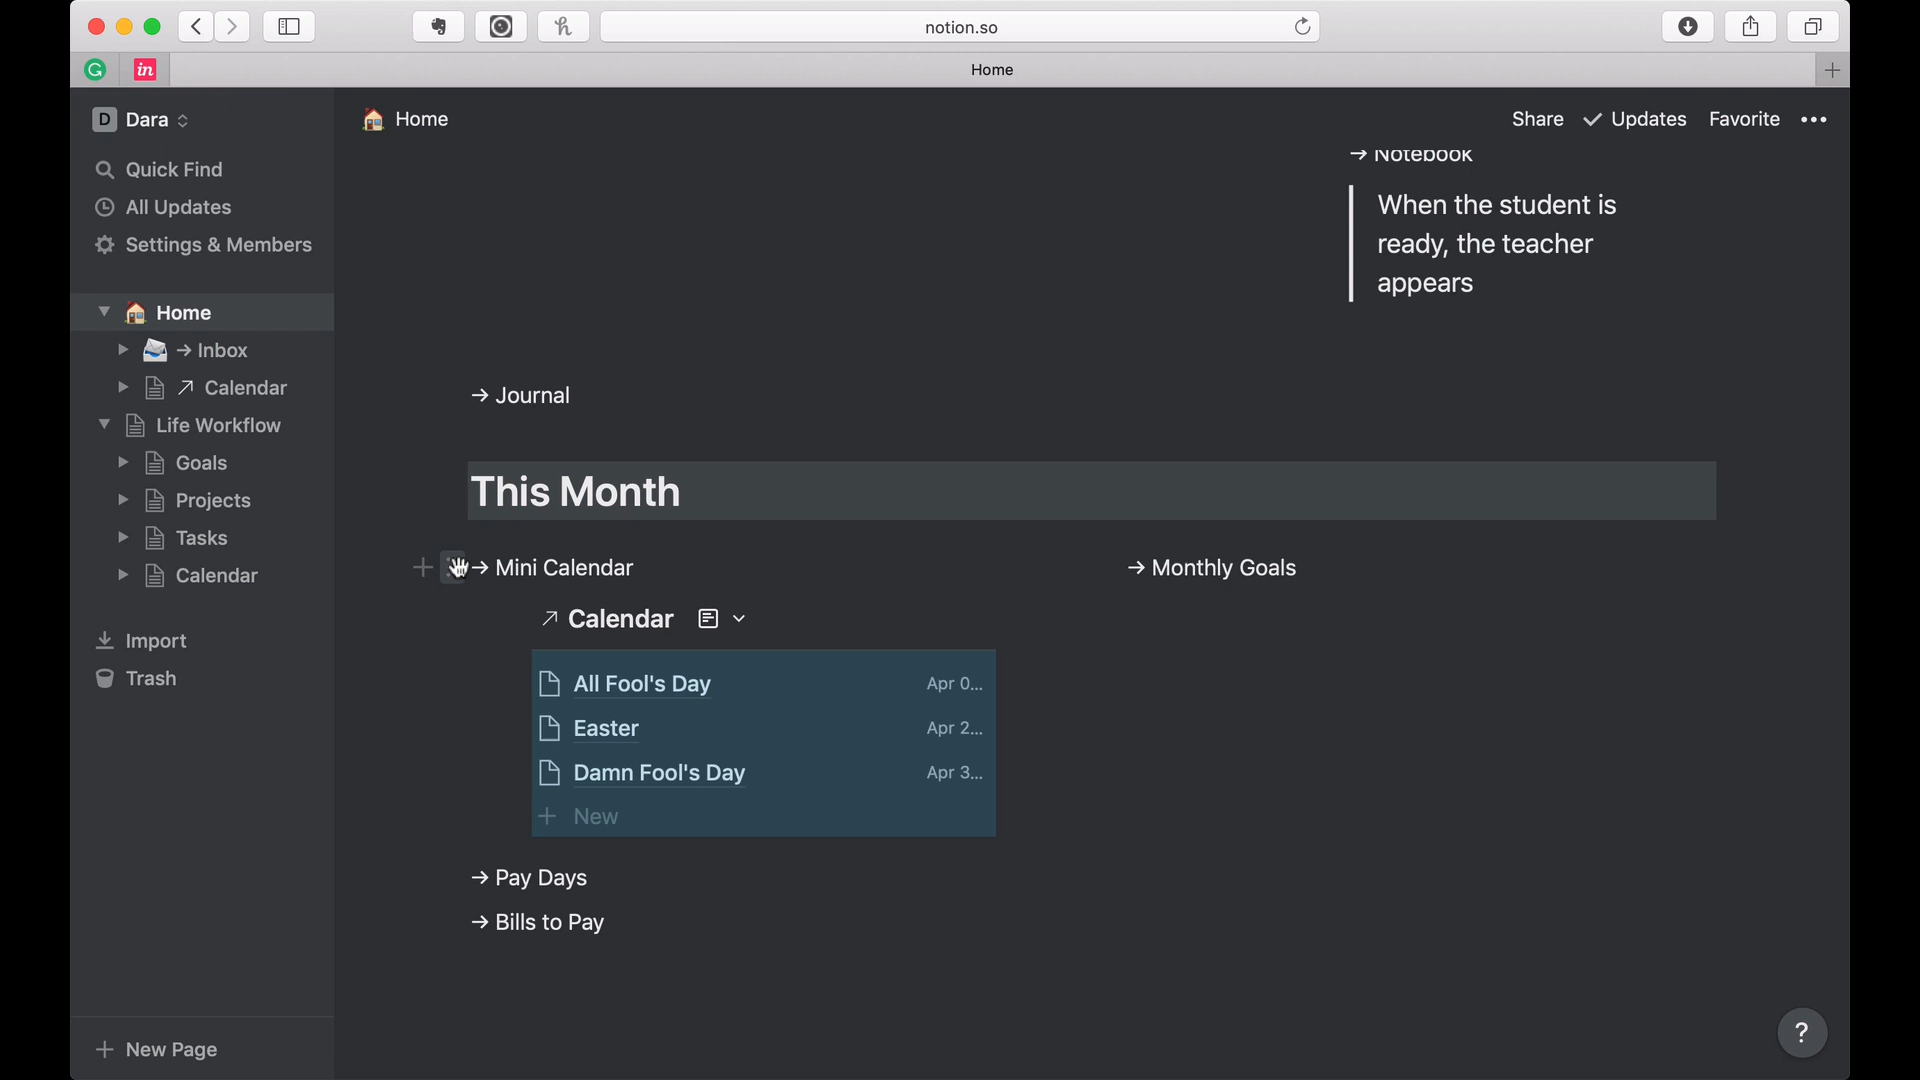 notion.so
in
Home
D Dara
Home
Share ✓ Updates Favorite •••
Quick Find
All Updates
Settings & Members
Home
→ Inbox
↗ Calendar
Life Workflow
Goals
Projects
Tasks
Calendar
Import
Trash
+ New Page
→ Notebook
When the student is
ready, the teacher
appears
→ Journal
This Month
→ Mini Calendar
→ Monthly Goals
↗ Calendar
All Fool's Day Apr 0...
Easter Apr 2...
Damn Fool's Day Apr 3...
+ New
→ Pay Days
→ Bills to Pay
?